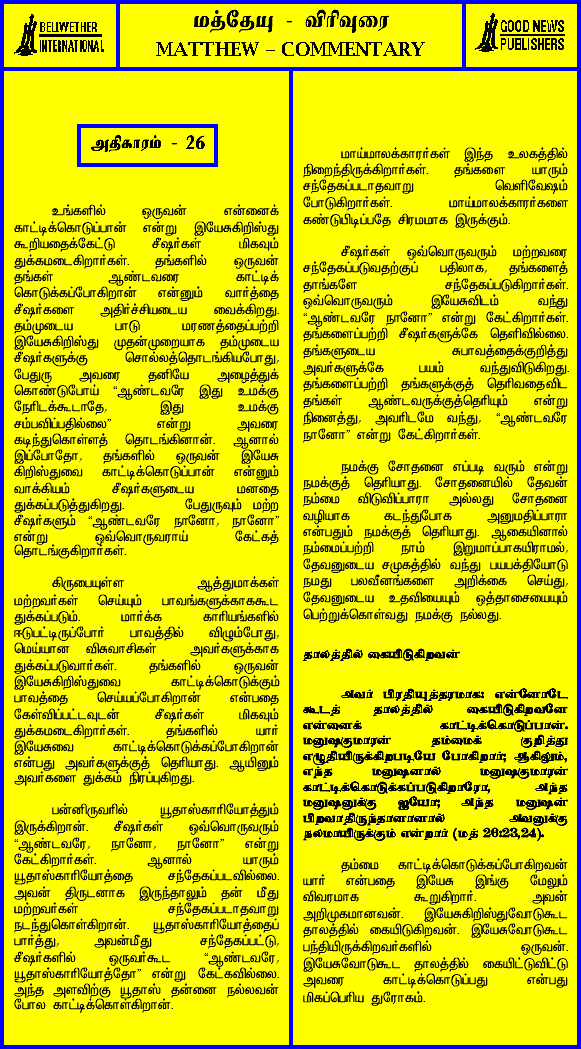 BELLWETHER
INTERNATIONAL
மத்தேயு - விரிவுரை
MATTHEW – COMMENTARY
GOOD NEWS
PUBLISHERS
அதிகாரம் - 26
உங்களில் ஒருவன் என்னைக்
காட்டிக்கொடுப்பான் என்று இயேசுகிறிஸ்து
கூறியதைக்கேட்டு சீஷர்கள் மிகவும்
துக்கமடைகிறார்கள். தங்களில் ஒருவன்
தங்கள் ஆண்டவரை காட்டிக்
கொடுக்கப்போகிறான் என்னும் வார்த்தை
சீஷர்களை அதிர்ச்சியடைய வைக்கிறது.
தம்முடைய பாடு மரணத்தைப்பற்றி
இயேசுகிறிஸ்து முதன்முறையாக தம்முடைய
சீஷர்களுக்கு சொல்லத்தொடங்கியபோது,
பேதுரு அவரை தனியே அழைத்துக்
கொண்டுபோய் “ஆண்டவரே இது உமக்கு
நேரிடக்கூடாதே, இது உமக்கு
சம்பவிப்பதில்லை” என்று அவரை
கடிந்துகொள்ளத் தொடங்கினான். ஆனால்
இப்போதோ, தங்களில் ஒருவன் இயேசு
கிறிஸ்துவை காட்டிக்கொடுப்பான் என்னும்
வாக்கியம் சீஷர்களுடைய மனதை
துக்கப்படுத்துகிறது. பேதுருவும் மற்ற
சீஷர்களும் “ஆண்டவரே நானோ, நானோ”
என்று ஒவ்வொருவராய் கேட்கத்
தொடங்குகிறார்கள்.
கிருபையுள்ள ஆத்துமாக்கள்
மற்றவர்கள் செய்யும் பாவங்களுக்காககூட
துக்கப்படும். மார்க்க காரியங்களில்
ஈடுபட்டிருப்போர் பாவத்தில் விழும்போது,
மெய்யான விசுவாசிகள் அவர்களுக்காக
துக்கப்படுவார்கள். தங்களில் ஒருவன்
இயேசுகிறிஸ்துவை காட்டிக்கொடுக்கும்
பாவத்தை செய்யப்போகிறான் என்பதை
கேள்விப்பட்டவுடன் சீஷர்கள் மிகவும்
துக்கமடைகிறார்கள். தங்களில் யார்
இயேசுவை காட்டிக்கொடுக்கப்போகிறான்
என்பது அவர்களுக்குத் தெரியாது. ஆயினும்
அவர்களை துக்கம் நிரப்புகிறது.
பன்னிருவரில் யூதாஸ்காரியோத்தும்
இருக்கிறான். சீஷர்கள் ஒவ்வொருவரும்
“ஆண்டவரே, நானோ, நானோ” என்று
கேட்கிறார்கள். ஆனால் யாரும்
யூதாஸ்காரியோத்தை சந்தேகப்படவில்லை.
அவன் திருடனாக இருந்தாலும் தன் மீது
மற்றவர்கள் சந்தேகப்படாதவாறு
நடந்துகொள்கிறான். யூதாஸ்காரியோத்தைப்
பார்த்து, அவன்மீது சந்தேகப்பட்டு,
சீஷர்களில் ஒருவர்கூட “ஆண்டவரே,
யூதாஸ்காரியோத்தோ” என்று கேட்கவில்லை.
அந்த அளவிற்கு யூதாஸ் தன்னை நல்லவன்
போல காட்டிக்கொள்கிறான்.
மாய்மாலக்காரர்கள் இந்த உலகத்தில்
நிறைந்திருக்கிறார்கள். தங்களை யாரும்
சந்தேகப்படாதவாறு வெளிவேஷம்
போடுகிறார்கள். மாய்மாலக்காரர்களை
கண்டுபிடிப்பதே சிரமமாக இருக்கும்.
சீஷர்கள் ஒவ்வொருவரும் மற்றவரை
சந்தேகப்படுவதற்குப் பதிலாக, தங்களைத்
தாங்களே சந்தேகப்படுகிறார்கள்.
ஒவ்வொருவரும் இயேசுவிடம் வந்து
“ஆண்டவரே நானோ” என்று கேட்கிறார்கள்.
தங்களைப்பற்றி சீஷர்களுக்கே தெளிவில்லை.
தங்களுடைய சுபாவத்தைக்குறித்து
அவர்களுக்கே பயம் வந்துவிடுகிறது.
தங்களைப்பற்றி தங்களுக்குத் தெரிவதைவிட
தங்கள் ஆண்டவருக்குத்தெரியும் என்று
நினைத்து, அவரிடமே வந்து, “ஆண்டவரே
நானோ” என்று கேட்கிறார்கள்.
நமக்கு சோதனை எப்படி வரும் என்று
நமக்குத் தெரியாது. சோதனையில் தேவன்
நம்மை விடுவிப்பாரா அல்லது சோதனை
வழியாக கடந்துபோக அனுமதிப்பாரா
என்பதும் நமக்குத் தெரியாது. ஆகையினால்
நம்மைப்பற்றி நாம் இறுமாப்பாகயிராமல்,
தேவனுடைய சமுகத்தில் வந்து பயபக்தியோடு
நமது பலவீனங்களை அறிக்கை செய்து,
தேவனுடைய உதவியையும் ஒத்தாசையையும்
பெற்றுக்கொள்வது நமக்கு நல்லது.
தாலத்தில் கையிடுகிறவன்
அவர் பிரதியுத்தரமாக: என்னோடே
கூடத் தாலத்தில் கையிடுகிறவனே
என்னைக் காட்டிக்கொடுப்பான்.
மனுஷகுமாரன் தம்மைக் குறித்து
எழுதியிருக்கிறபடியே போகிறார்; ஆகிலும்,
எந்த மனுஷனால் மனுஷகுமாரன்
காட்டிக்கொடுக்கப்படுகிறாரோ, அந்த
மனுஷனுக்கு ஐயோ; அந்த மனுஷன்
பிறவாதிருந்தானானால் அவனுக்கு
நலமாயிருக்கும் என்றார் (மத் 26:23,24).
தம்மை காட்டிக்கொடுக்கப்போகிறவன்
யார் என்பதை இயேசு இங்கு மேலும்
விவரமாக கூறுகிறார். அவன்
அறிமுகமானவன். இயேசுகிறிஸ்துவோடுகூட
தாலத்தில் கையிடுகிறவன். இயேசுவோடுகூட
பந்தியிருக்கிறவர்களில் ஒருவன்.
இயேசுவோடுகூட தாலத்தில் கையிட்டுவிட்டு
அவரை காட்டிக்கொடுப்பது என்பது
மிகப்பெரிய துரோகம்.